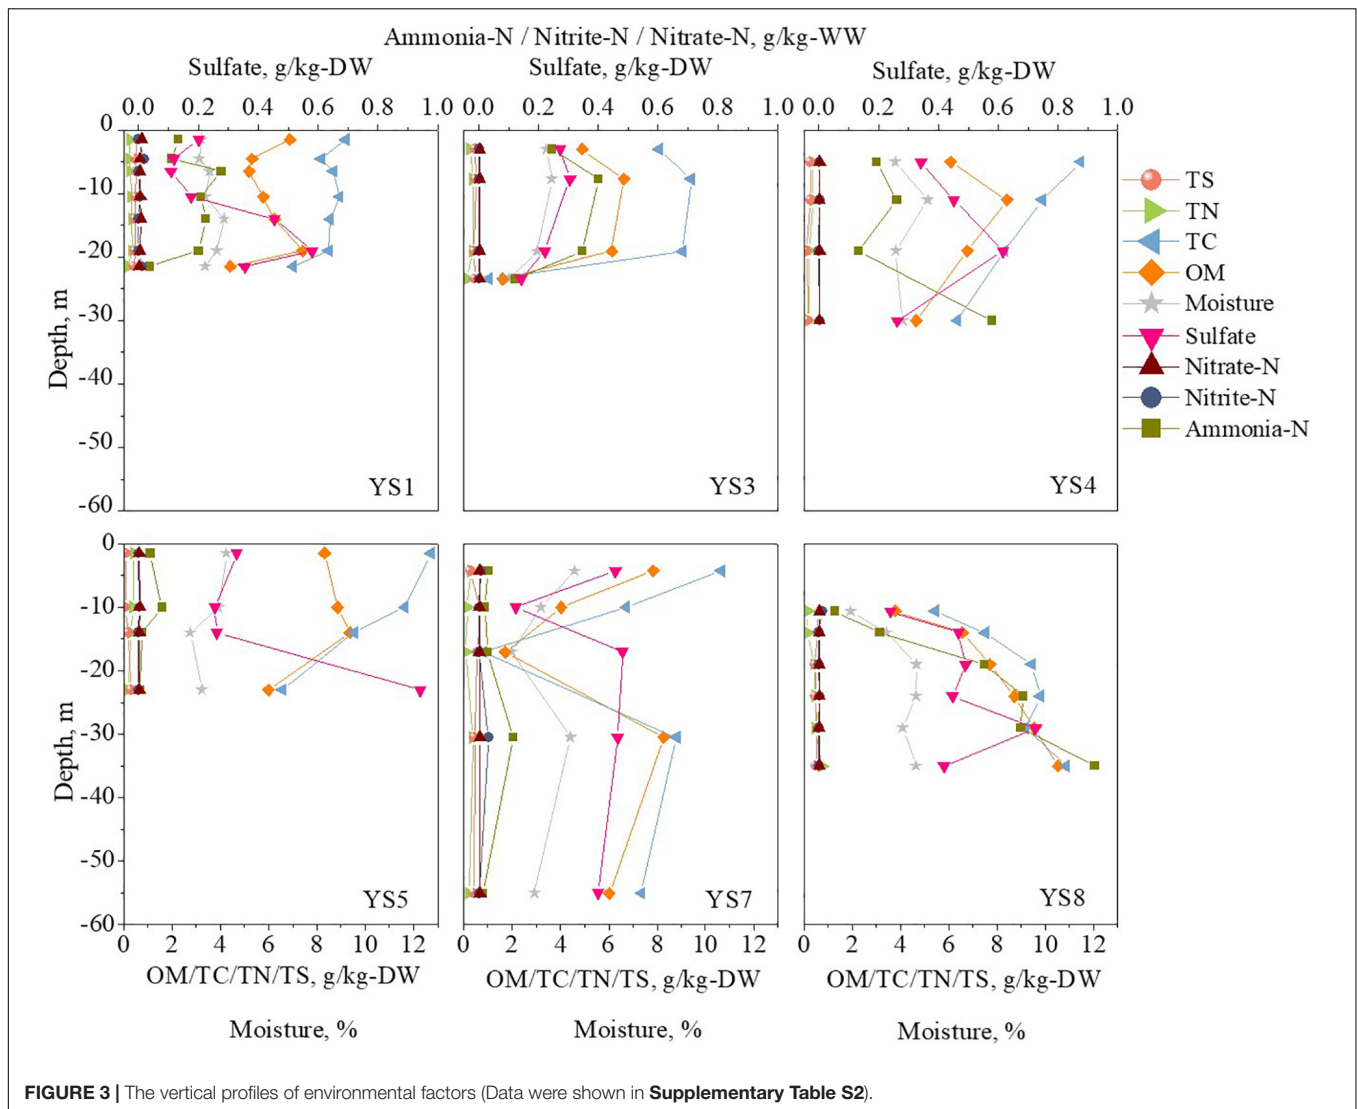 Ammonia-N / Nitrite-N / Nitrate-N, g/kg-WW
Sulfate, g/kg-DW Sulfate, g/kg-DW Sulfate, g/kg-DW
0.0 0.2 0.4 0.6 0.8 1.0 0.0 0.2 0.4 0.6 0.8 1.0 0.0 0.2 0.4 0.6 0.8 1.0
0
-10
-20
-30
-40
-50
-60
Depth, m
YS1 YS3 YS4
TS
TN
TC
OM
Moisture
Sulfate
Nitrate-N
Nitrite-N
Ammonia-N
0
-10
-20
-30
-40
-50
-60
Depth, m
YS5 YS7 YS8
0 2 4 6 8 10 12 0 2 4 6 8 10 12 0 2 4 6 8 10 12
OM/TC/TN/TS, g/kg-DW OM/TC/TN/TS, g/kg-DW OM/TC/TN/TS, g/kg-DW
Moisture, % Moisture, % Moisture, %
FIGURE 3 | The vertical profiles of environmental factors (Data were shown in Supplementary Table S2).